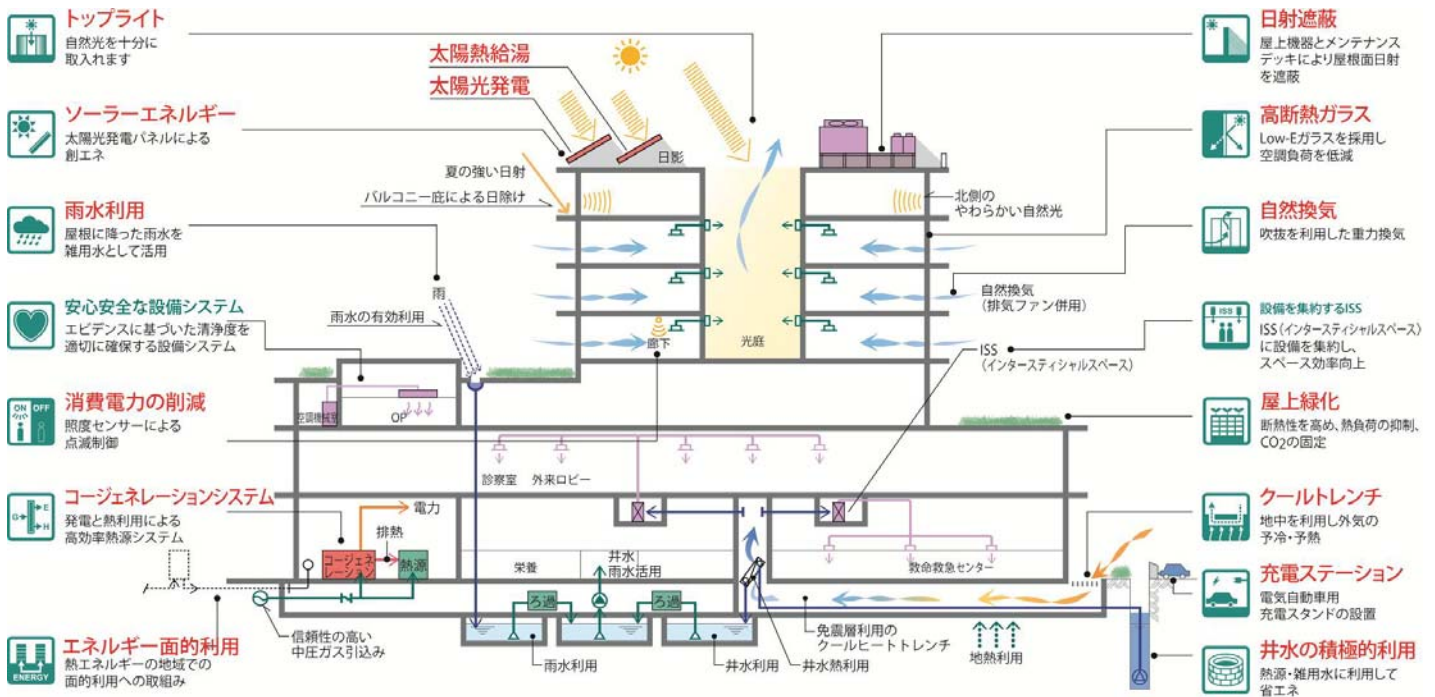 トップライト
自然光を十分に
取入れます
ソーラーエネルギー
太陽光発電パネルによる
創エネ
雨水利用
屋根に降った雨水を
雑用水として活用
安心安全な設備システム
エビデンスに基づいた清浄度を
適切に確保する設備システム
ON OFF
消費電力の削減
照度センサーによる
点滅制御
G E H
コージェネレーションシステム
発電と熱利用による
高効率熱源システム
ENERGY
エネルギー面的利用
熱エネルギーの地域での
面的利用への取組み
太陽熱給湯
太陽光発電
日影
夏の強い日射
バルコニー庇による日除け
北側の
やわらかい自然光
雨
雨水の有効利用
廊下
光庭
自然換気
(排気ファン併用)
ISS
(インタースティシャルスペース)
空調機械室
OP
診察室 外来ロビー
電力
排熱
コージェネ
レーション
熱源
栄養
井水
雨水活用
救命救急センター
ろ過
ろ過
信頼性の高い
中圧ガス引込み
雨水利用
井水利用
井水熱利用
免震層利用の
クールヒートトレンチ
地熱利用
日射遮蔽
屋上機器とメンテナンス
デッキにより屋根面日射
を遮蔽
高断熱ガラス
Low-Eガラスを採用し
空調負荷を低減
自然換気
吹抜を利用した重力換気
ISS
設備を集約するISS
ISS(インタースティシャルスペース)
に設備を集約し、
スペース効率向上
屋上緑化
断熱性を高め、熱負荷の抑制、
CO2の固定
クールトレンチ
地中を利用し外気の
予冷・予熱
充電ステーション
電気自動車用
充電スタンドの設置
井水の積極的利用
熱源・雑用水に利用して
省エネ